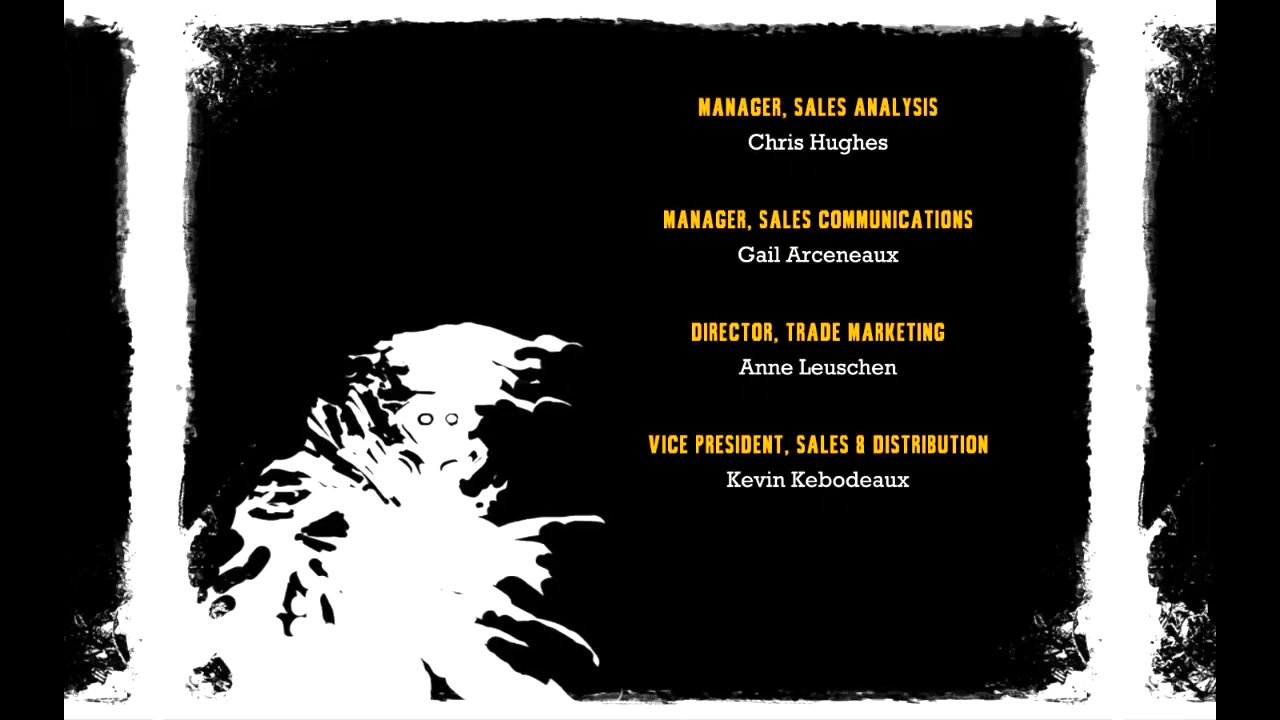 MANAGER, SALES ANALYSIS
Chris Hughes
MANAGER, SALES COMMUNICATIONS
Gail Arceneaux
DIRECTOR, TRADE MARKETING
Anne Leuschen
VICE PRESIDENT, SALES & DISTRIBUTION
Kevin Kebodeaux